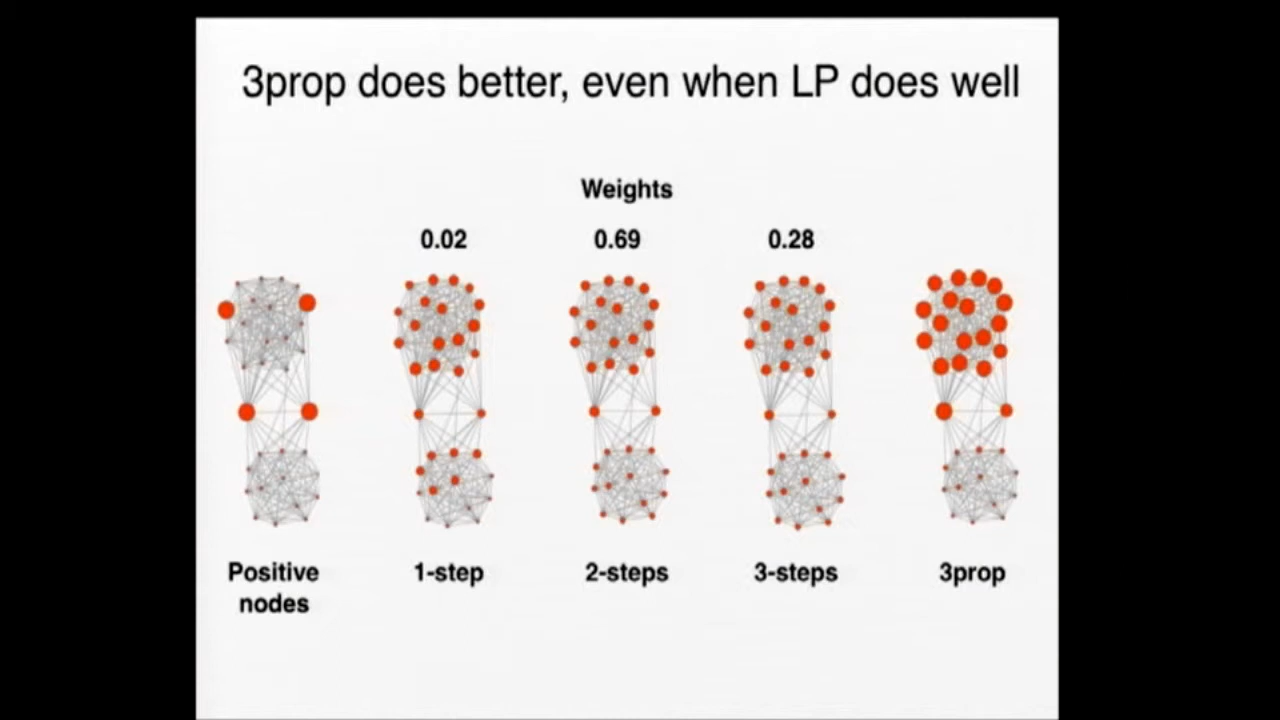 3prop does better, even when LP does well
Weights
0.02 0.69 0.28
Positive nodes 1-step 2-steps 3-steps 3prop